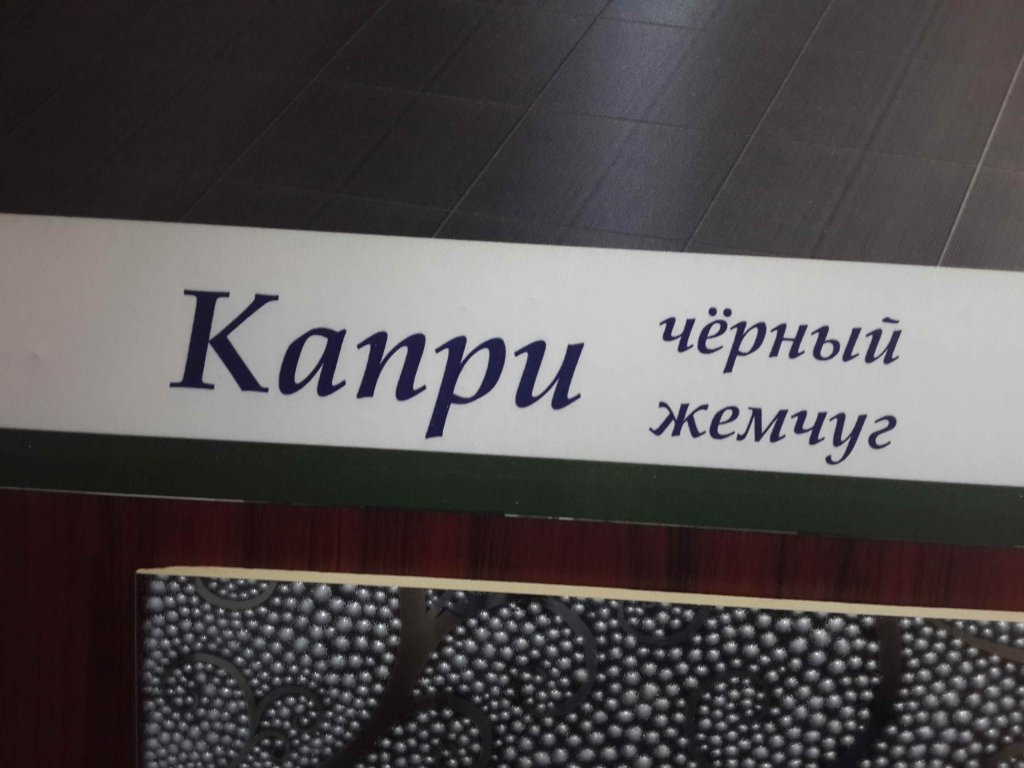 Капри
чёрный
жемчуг